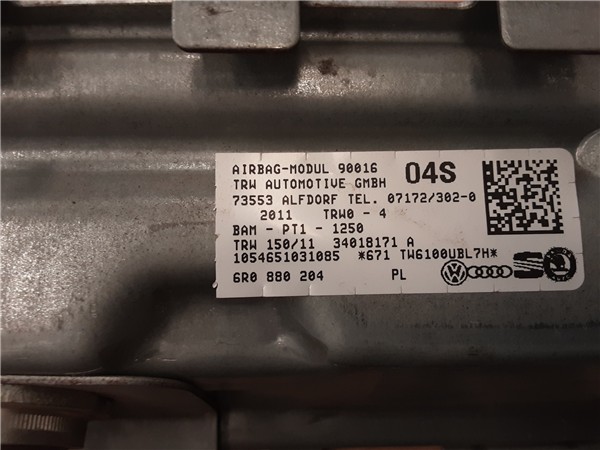 AIRBAG-MODUL 90016 04S
TRW AUTOMOTIVE GMBH
73553 ALFDORF TEL. 07172/302-0
2011 TRW0 - 4
BAM - PT1 - 1250
TRW 150/11 34018171 A
1054651031085 *671 TW6100UBL7H*
6R0 880 204 PL